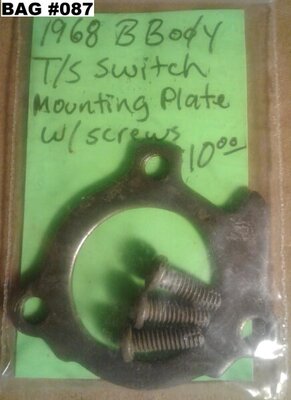 BAG #087
1968 B Body
T/S Switch
Mounting Plate
w/ screws
10.00